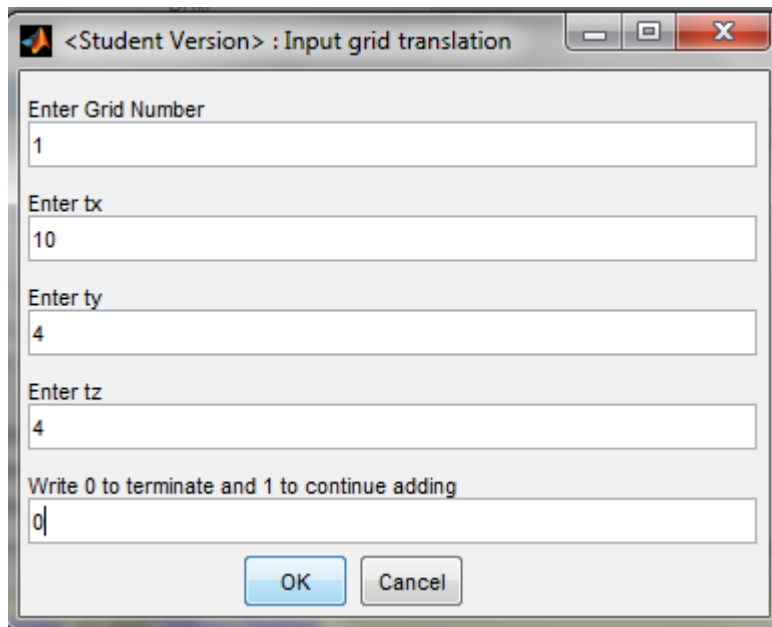 <Student Version> : Input grid translation
Enter Grid Number
1
Enter tx
10
Enter ty
4
Enter tz
4
Write 0 to terminate and 1 to continue adding
0
OK Cancel